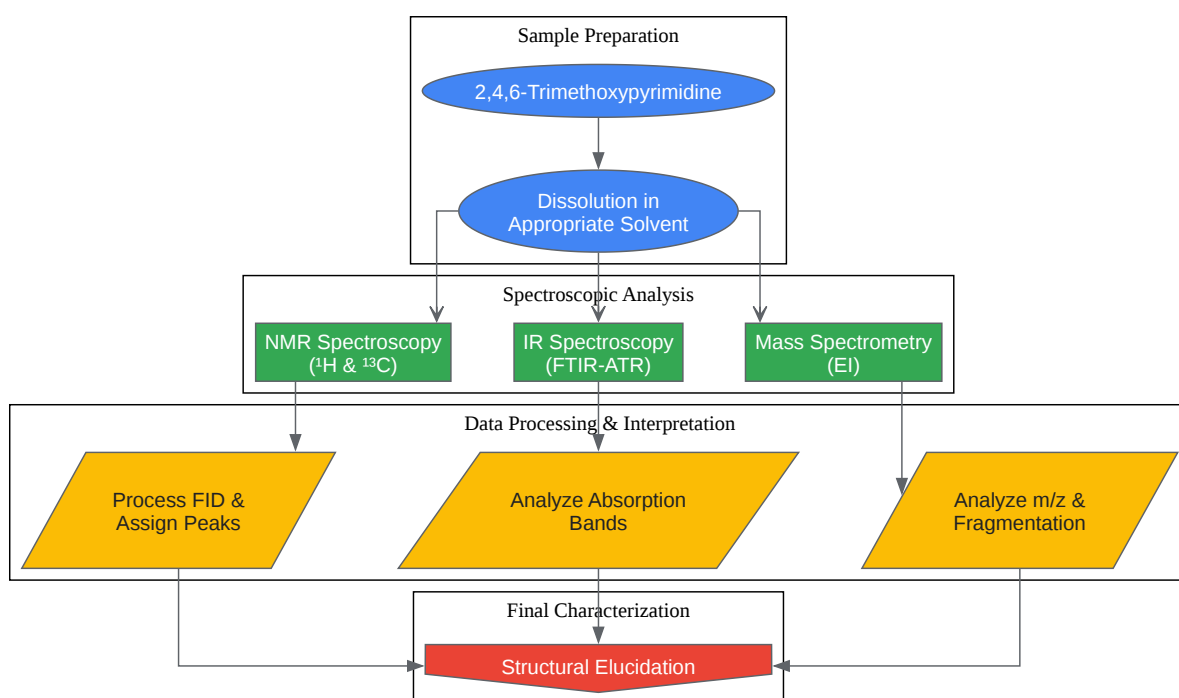 Sample Preparation
2,4,6-Trimethoxypyrimidine
Dissolution in
Appropriate Solvent
Spectroscopic Analysis
NMR Spectroscopy
(¹H & ¹³C)
IR Spectroscopy
(FTIR-ATR)
Mass Spectrometry
(EI)
Data Processing & Interpretation
Process FID &
Assign Peaks
Analyze Absorption
Bands
Analyze m/z &
Fragmentation
Final Characterization
Structural Elucidation